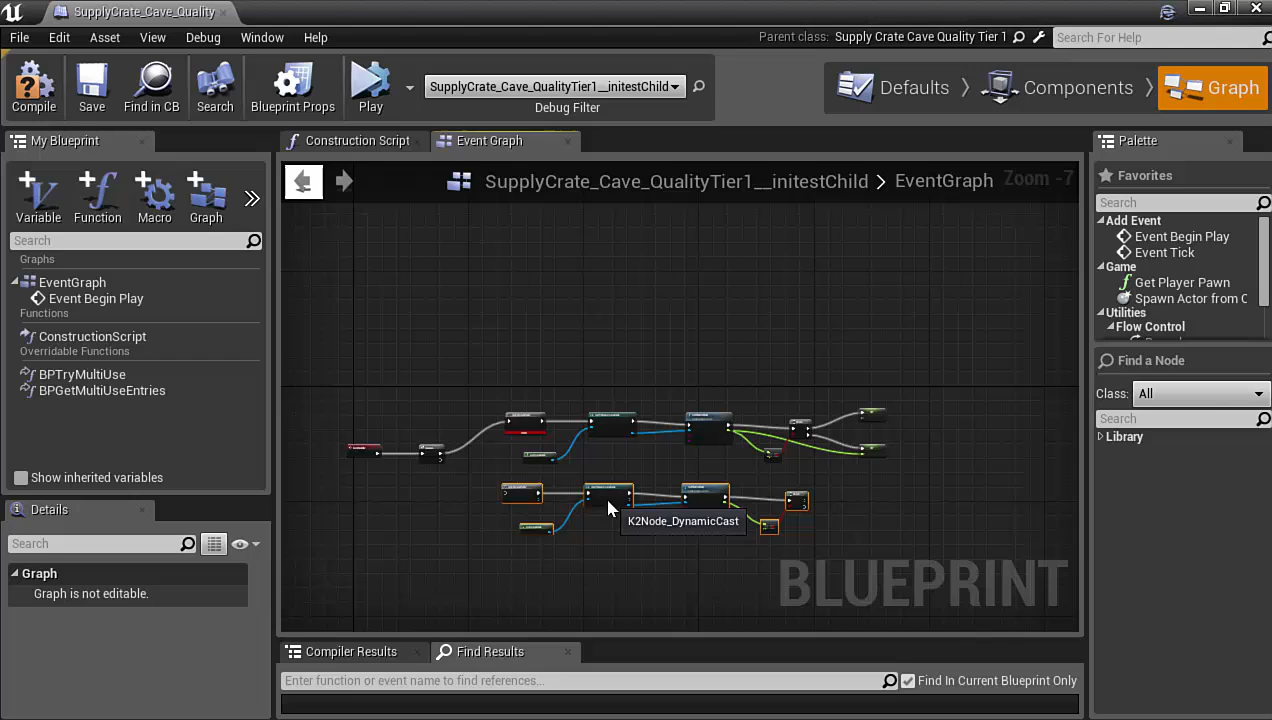 SupplyCrate_Cave_Quality
File Edit Asset View Debug Window Help
Parent class: Supply Crate Cave Quality Tier 1
Search For Help
Compile
Save
Find in CB
Search
Blueprint Props
Play
SupplyCrate_Cave_QualityTier1__initestChild
Debug Filter
Defaults
Components
Graph
My Blueprint
Variable
Function
Macro
Graph
Search
Graphs
EventGraph
Event Begin Play
Functions
ConstructionScript
Overridable Functions
BPTryMultiUse
BPGetMultiUseEntries
Show inherited variables
Details
Search
Graph
Graph is not editable.
Construction Script
Event Graph
SupplyCrate_Cave_QualityTier1__initestChild > EventGraph
Zoom -7
K2Node_DynamicCast
BLUEPRINT
Compiler Results
Find Results
Enter function or event name to find references...
Find In Current Blueprint Only
Palette
Favorites
Search
Add Event
Event Begin Play
Event Tick
Game
Get Player Pawn
Spawn Actor from C
Utilities
Flow Control
Find a Node
Class: All
Search
Library